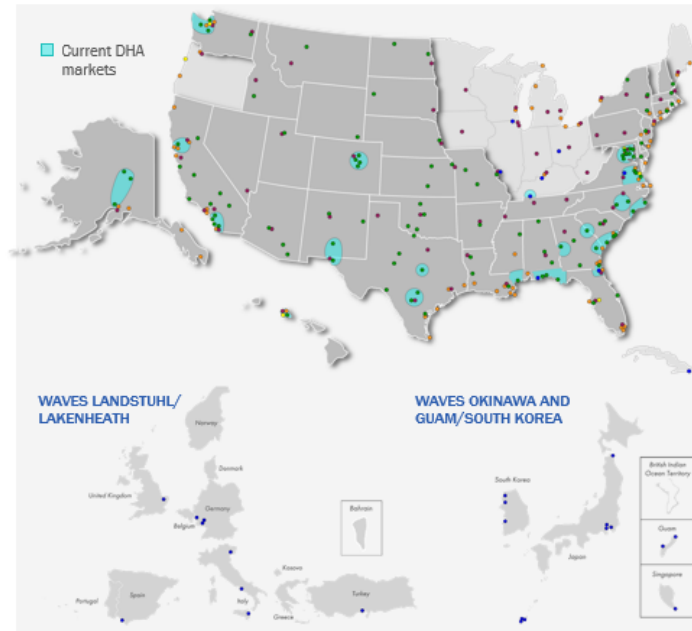 Current DHA
markets
WAVES LANDSTUHL/
LAKENHEATH
WAVES OKINAWA AND
GUAM/SOUTH KOREA
Norway
Denmark
United Kingdom
Germany
Belgium
Bahrain
Kosovo
Portugal
Spain
Italy
Greece
Turkey
South Korea
Japan
British Indian
Ocean Territory
Guam
Singapore